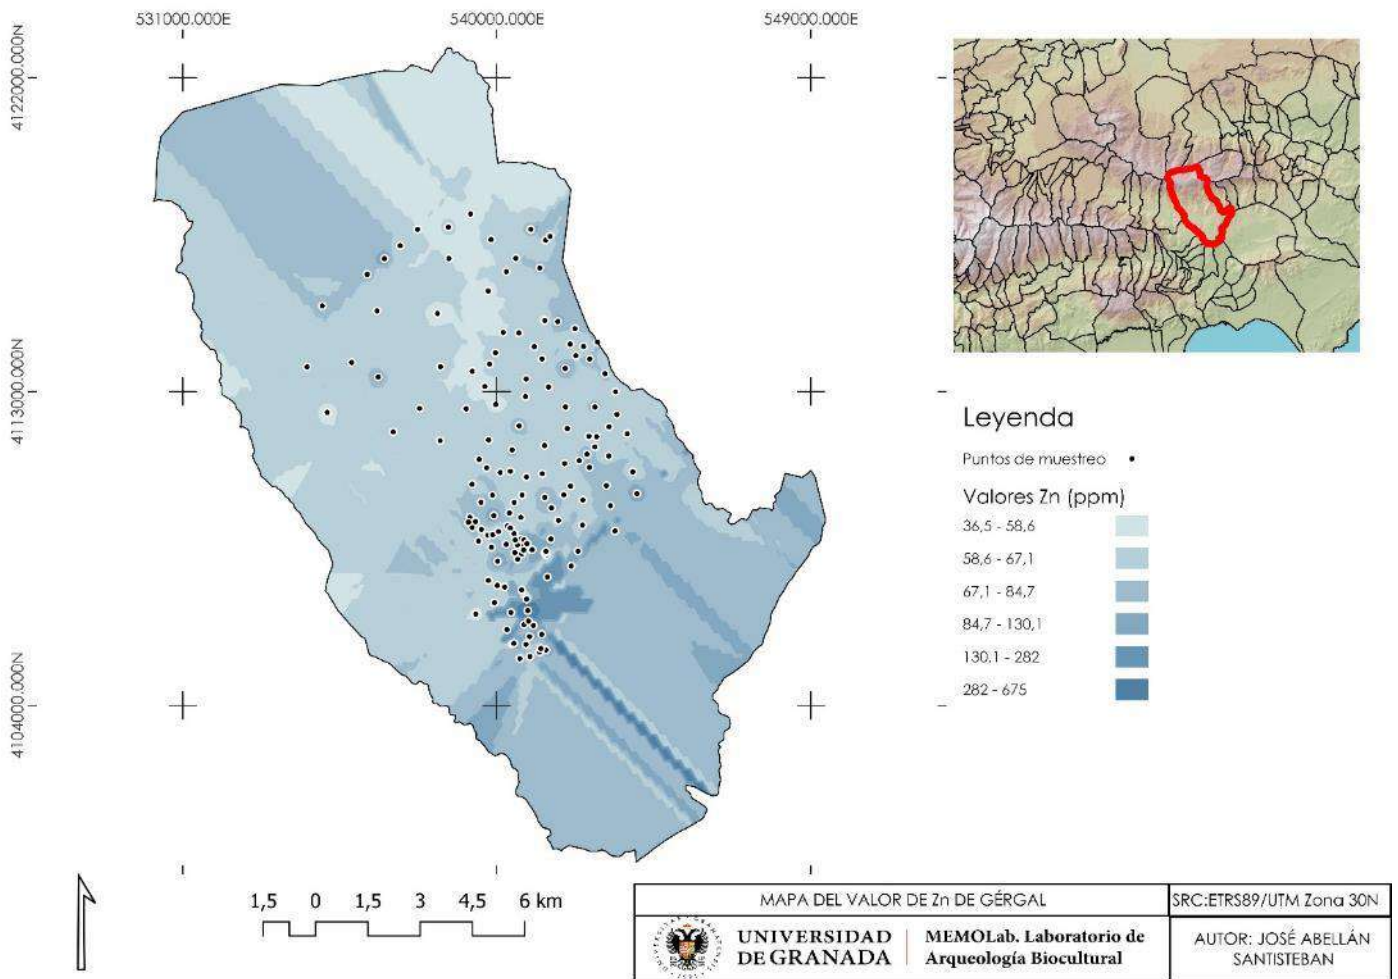 531000.000E
540000.000E
549000.000E
4122000.000N
4113000.000N
4104000.000N
Leyenda
Puntos de muestreo
Valores Zn (ppm)
36,5 - 58,6
58,6 - 67,1
67,1 - 84,7
84,7 - 130,1
130,1 - 282
282 - 675
1,5 0 1,5 3 4,5 6 km
MAPA DEL VALOR DE Zn DE GÉRGAL
SRC:ETRS89/UTM Zona 30N
UNIVERSIDAD
DE GRANADA
MEMOLab. Laboratorio de
Arqueología Biocultural
AUTOR: JOSÉ ABELLÁN
SANTISTEBAN